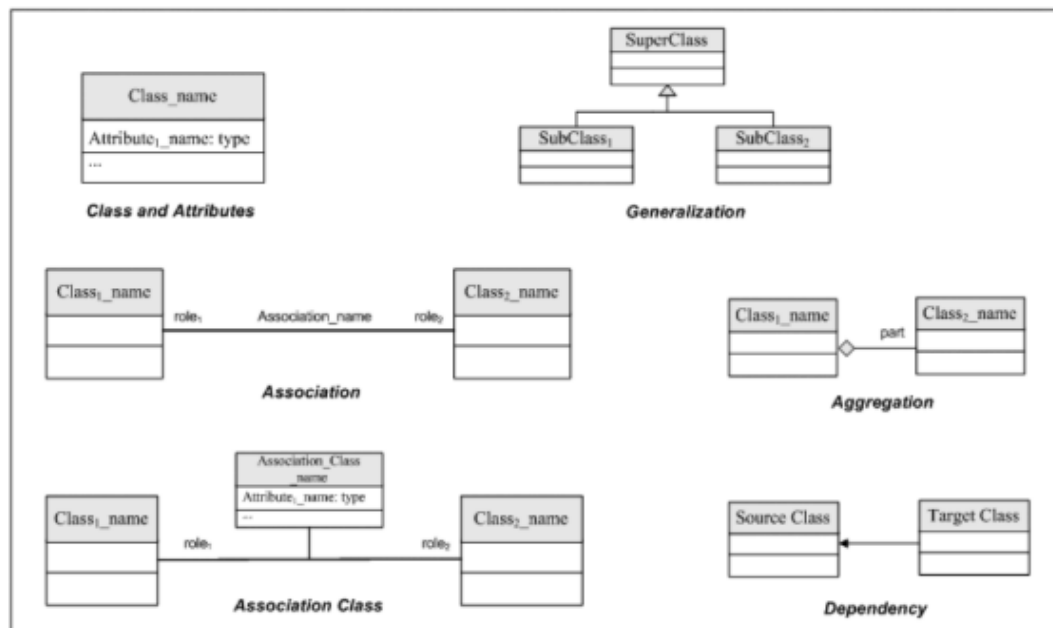 Class_name
Attribute₁_name: type
...
Class and Attributes
SuperClass
SubClass₁
SubClass₂
Generalization
Class₁_name
role₁
Association_name
role₂
Class₂_name
Association
Class₁_name
part
Class₂_name
Aggregation
Association_Class
_name
Attribute₁_name: type
...
Class₁_name
role₁
role₂
Class₂_name
Association Class
Source Class
Target Class
Dependency